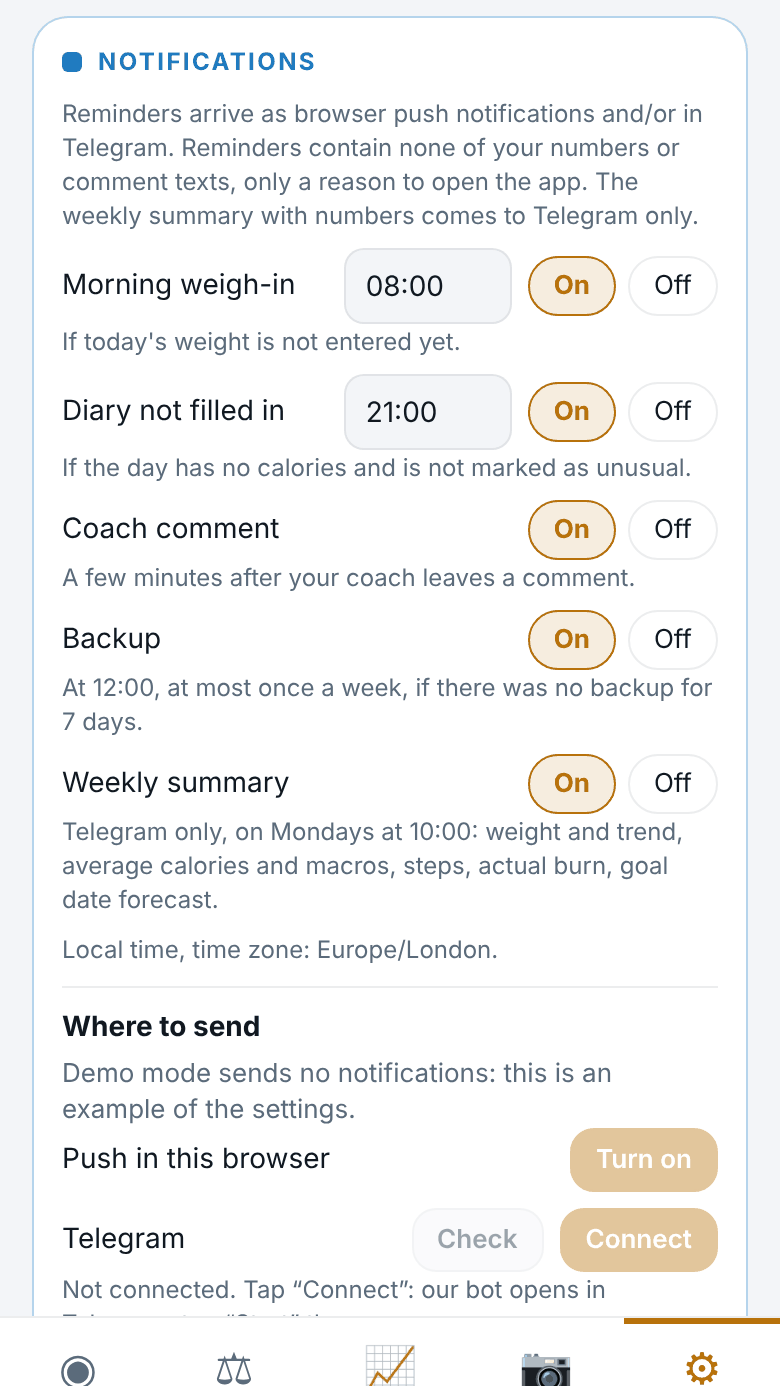 NOTIFICATIONS
Reminders arrive as browser push notifications and/or in
Telegram. Reminders contain none of your numbers or
comment texts, only a reason to open the app. The
weekly summary with numbers comes to Telegram only.
Morning weigh-in 08:00 On Off
If today's weight is not entered yet.
Diary not filled in 21:00 On Off
If the day has no calories and is not marked as unusual.
Coach comment On Off
A few minutes after your coach leaves a comment.
Backup On Off
At 12:00, at most once a week, if there was no backup for
7 days.
Weekly summary On Off
Telegram only, on Mondays at 10:00: weight and trend,
average calories and macros, steps, actual burn, goal
date forecast.
Local time, time zone: Europe/London.
Where to send
Demo mode sends no notifications: this is an
example of the settings.
Push in this browser Turn on
Telegram Check Connect
Not connected. Tap “Connect”: our bot opens in